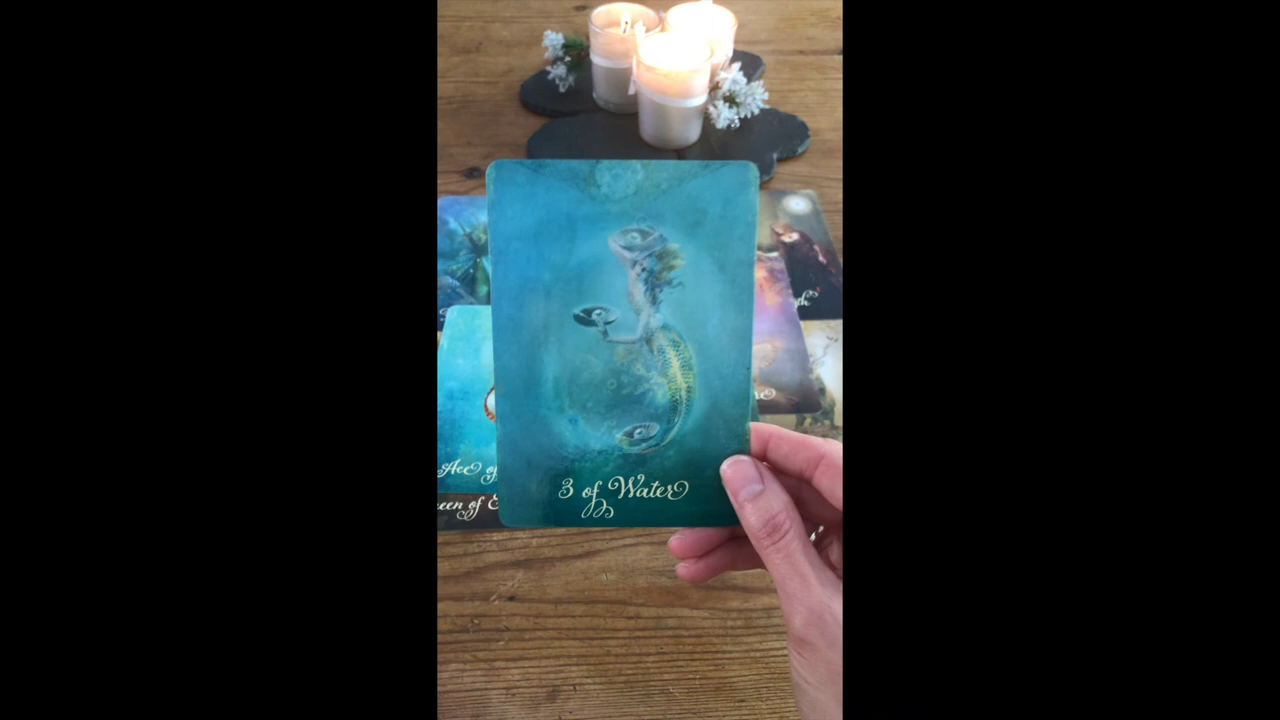 3 of Water
Ace of
een of